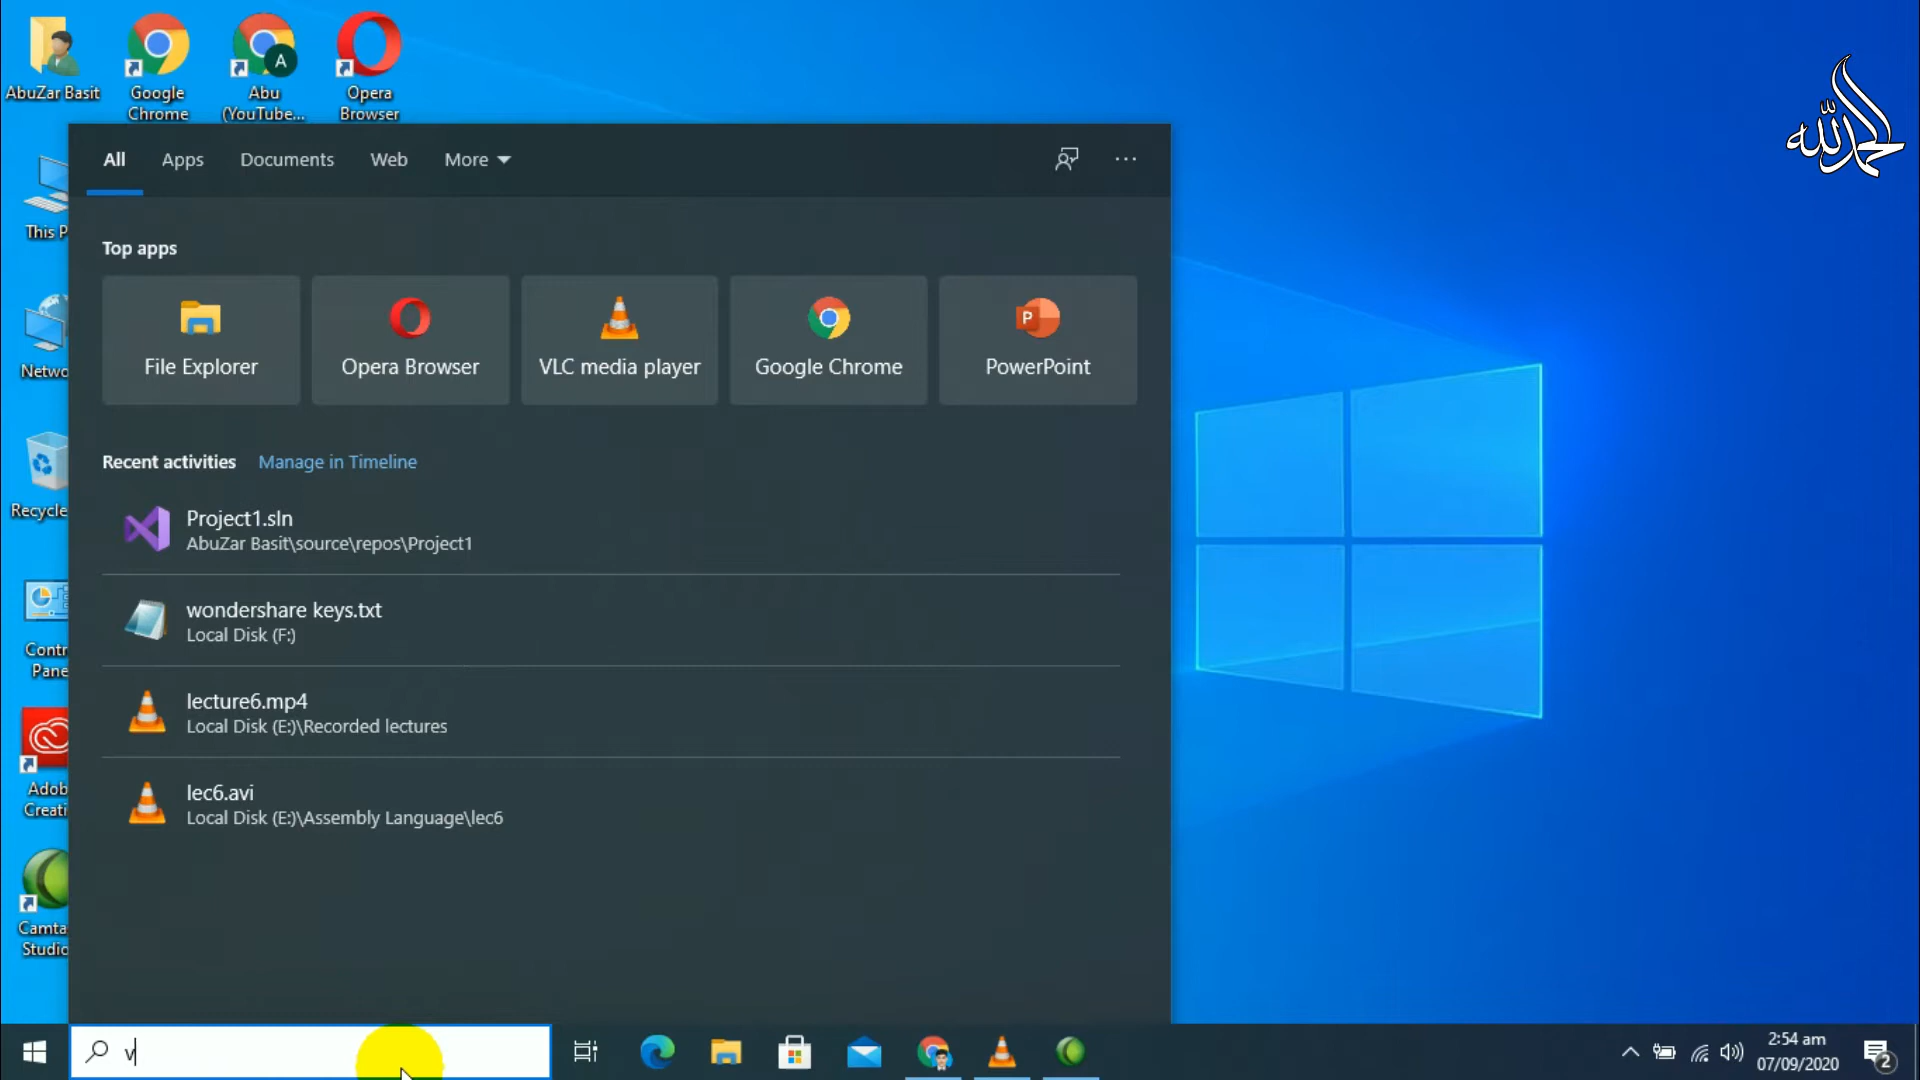 AbuZar Basit
Google
Chrome
Abu
(YouTube...
Opera
Browser
الحمدلله
This P
Netwo
Recycle
Contr
Pane
Adob
Creati
Camta
Studio
All
Apps
Documents
Web
More
Top apps
File Explorer
Opera Browser
VLC media player
Google Chrome
PowerPoint
Recent activities
Manage in Timeline
Project1.sln
AbuZar Basit\source\repos\Project1
wondershare keys.txt
Local Disk (F:)
lecture6.mp4
Local Disk (E:)\Recorded lectures
lec6.avi
Local Disk (E:)\Assembly Language\lec6
v
2:54 am
07/09/2020
2